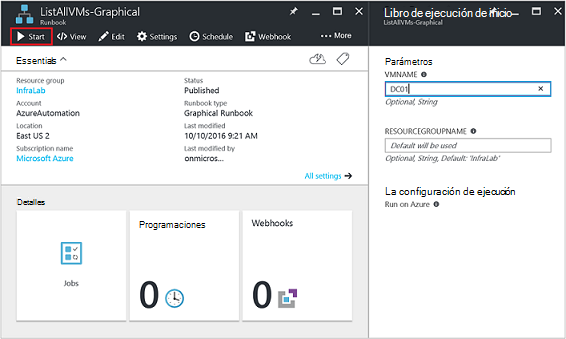 ListAllVMs-Graphical
Runbook
Start
View
Edit
Settings
Schedule
Webhook
More
Essentials
Resource group
InfraLab
Account
AzureAutomation
Location
East US 2
Subscription name
Microsoft Azure
Status
Published
Runbook type
Graphical Runbook
Last modified
10/10/2016 9:21 AM
Last modified by
onmicros...
All settings
Detalles
Jobs
Programaciones
0
Webhooks
0
Libro de ejecución de inicio
ListAllVMs-Graphical
Parámetros
VMNAME
DC01
Optional, String
RESOURCEGROUPNAME
Default will be used
Optional, String, Default: 'InfraLab'
La configuración de ejecución
Run on Azure